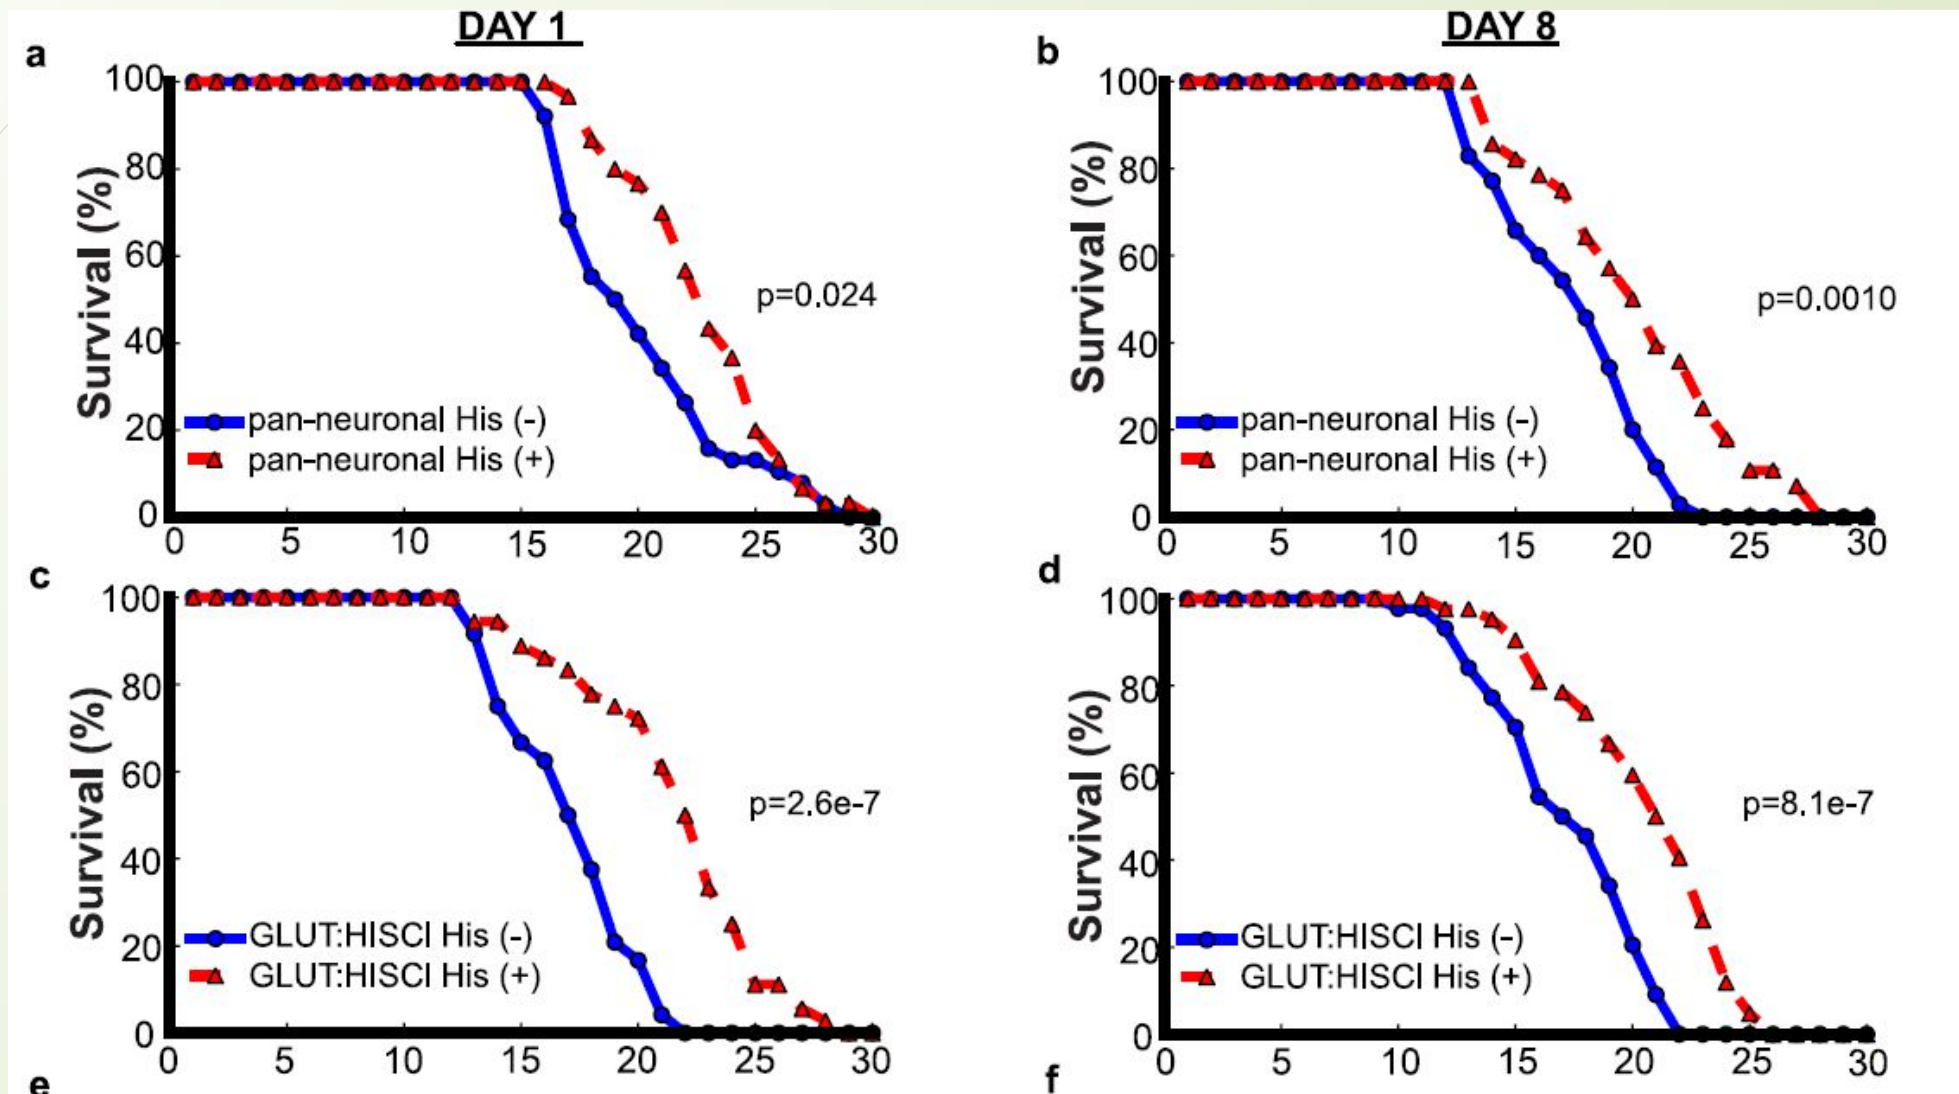 DAY 1
DAY 8
a
100
80
60
40
20
0
Survival (%)
p=0.024
pan-neuronal His (-)
pan-neuronal His (+)
0 5 10 15 20 25 30
b
100
80
60
40
20
0
Survival (%)
p=0.0010
pan-neuronal His (-)
pan-neuronal His (+)
0 5 10 15 20 25 30
c
100
80
60
40
20
0
Survival (%)
p=2.6e-7
GLUT:HISCl His (-)
GLUT:HISCl His (+)
0 5 10 15 20 25 30
d
100
80
60
40
20
0
Survival (%)
p=8.1e-7
GLUT:HISCl His (-)
GLUT:HISCl His (+)
0 5 10 15 20 25 30
e
f